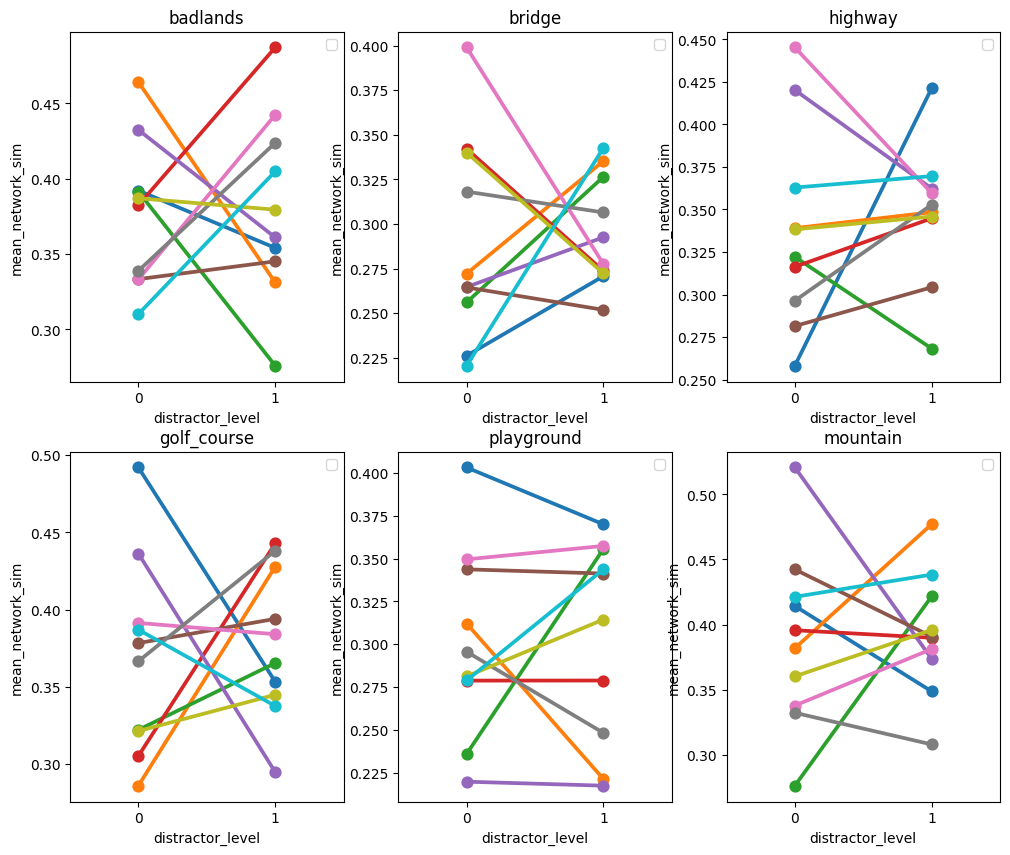 badlands
0.45
0.40
0.35
0.30
mean_network_sim
0 1
distractor_level
bridge
0.400
0.375
0.350
0.325
0.300
0.275
0.250
0.225
mean_network_sim
0 1
distractor_level
highway
0.450
0.425
0.400
0.375
0.350
0.325
0.300
0.275
0.250
mean_network_sim
0 1
distractor_level
golf_course
0.50
0.45
0.40
0.35
0.30
mean_network_sim
0 1
distractor_level
playground
0.400
0.375
0.350
0.325
0.300
0.275
0.250
0.225
mean_network_sim
0 1
distractor_level
mountain
0.50
0.45
0.40
0.35
0.30
mean_network_sim
0 1
distractor_level